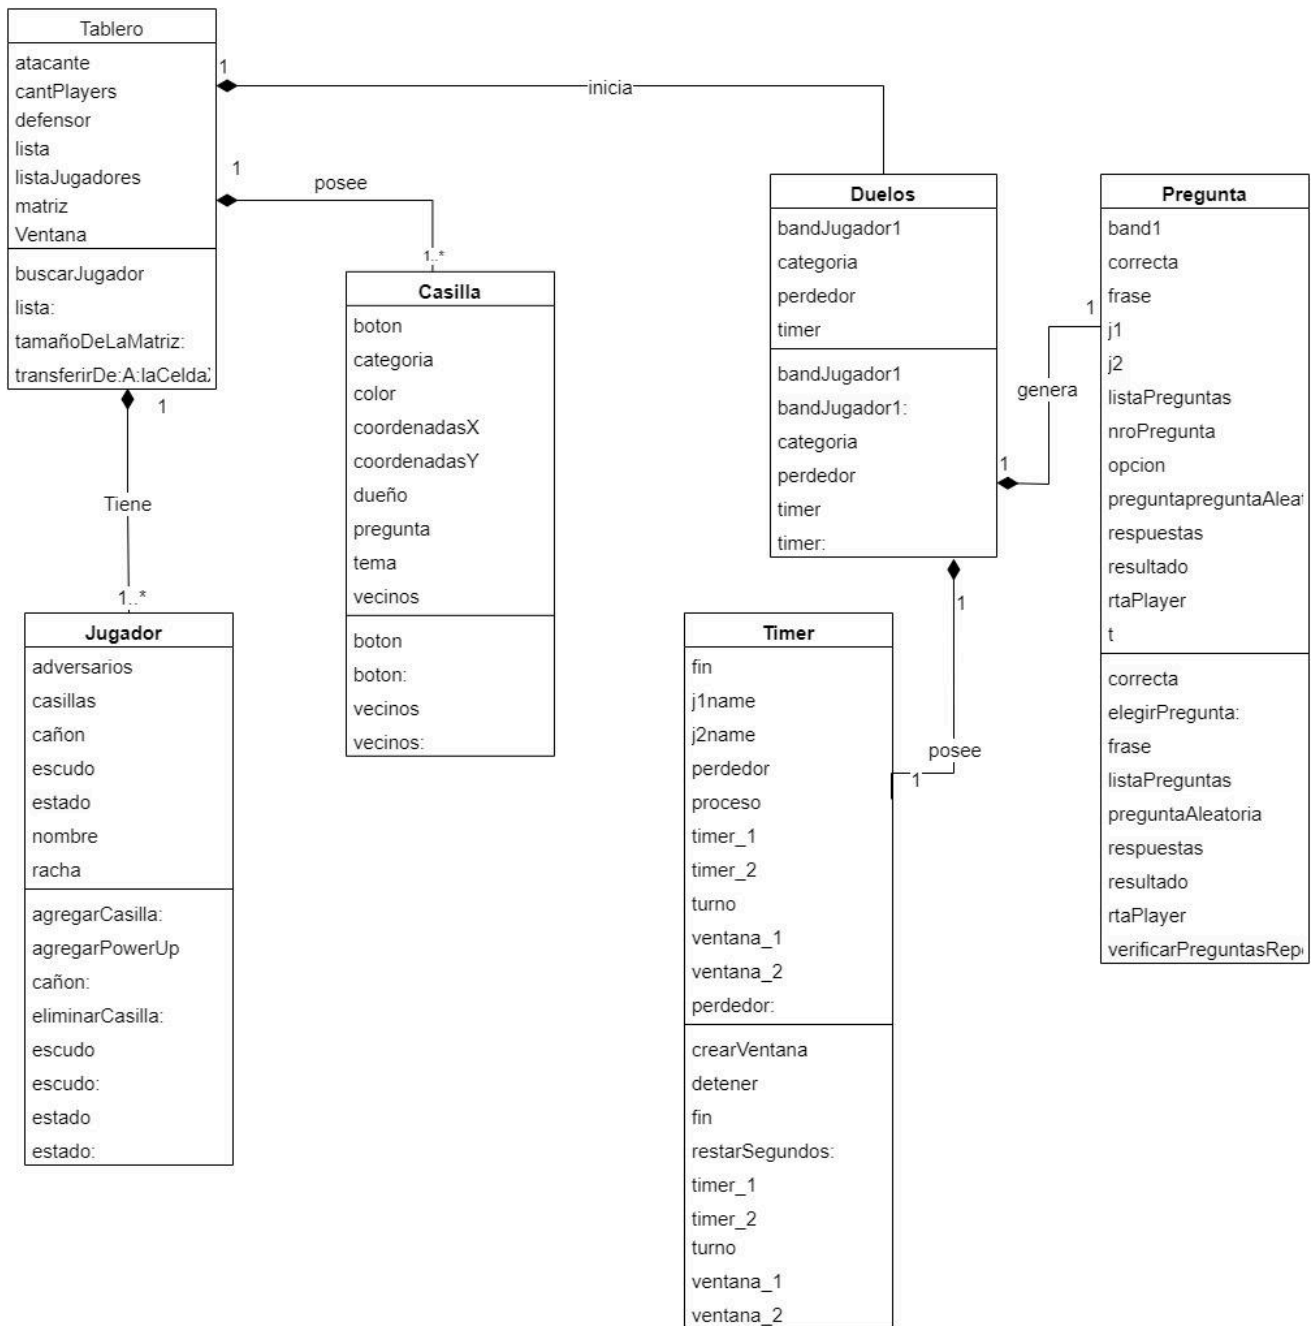 Tablero
atacante
cantPlayers
defensor
lista
listaJugadores
matriz
Ventana
buscarJugador
lista:
tamañoDeLaMatriz:
transferirDe:A:laCelda
1
inicia
1
posee
1..*
1
Tiene
1..*
Casilla
boton
categoria
color
coordenadasX
coordenadasY
dueño
pregunta
tema
vecinos
boton
boton:
vecinos
vecinos:
Duelos
bandJugador1
categoria
perdedor
timer
bandJugador1
bandJugador1:
categoria
perdedor
timer
timer:
1
genera
1
1
posee
1
Pregunta
band1
correcta
frase
j1
j2
listaPreguntas
nroPregunta
opcion
preguntapreguntaAlea
respuestas
resultado
rtaPlayer
t
correcta
elegirPregunta:
frase
listaPreguntas
preguntaAleatoria
respuestas
resultado
rtaPlayer
verificarPreguntasRep
Jugador
adversarios
casillas
cañon
escudo
estado
nombre
racha
agregarCasilla:
agregarPowerUp
cañon:
eliminarCasilla:
escudo
escudo:
estado
estado:
Timer
fin
j1name
j2name
perdedor
proceso
timer_1
timer_2
turno
ventana_1
ventana_2
perdedor:
crearVentana
detener
fin
restarSegundos:
timer_1
timer_2
turno
ventana_1
ventana_2